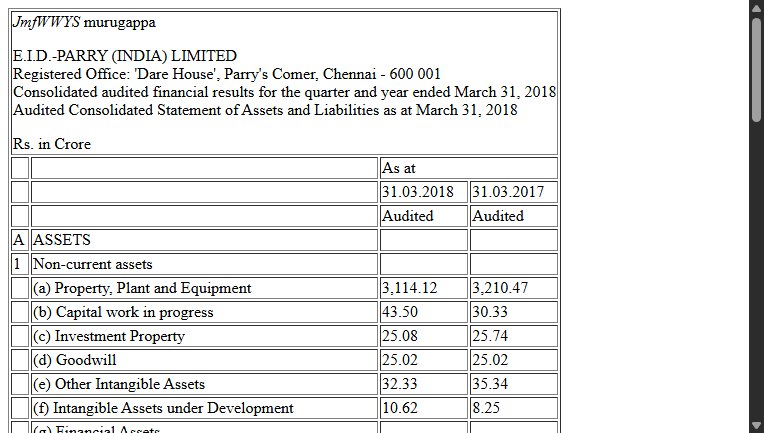 JmfWWYS murugappa
E.I.D.-PARRY (INDIA) LIMITED
Registered Office: 'Dare House', Parry's Comer, Chennai - 600 001
Consolidated audited financial results for the quarter and year ended March 31, 2018
Audited Consolidated Statement of Assets and Liabilities as at March 31, 2018
Rs. in Crore
As at
31.03.2018 31.03.2017
Audited Audited
A ASSETS
1 Non-current assets
(a) Property, Plant and Equipment 3,114.12 3,210.47
(b) Capital work in progress 43.50 30.33
(c) Investment Property 25.08 25.74
(d) Goodwill 25.02 25.02
(e) Other Intangible Assets 32.33 35.34
(f) Intangible Assets under Development 10.62 8.25
(g) Financial Assets